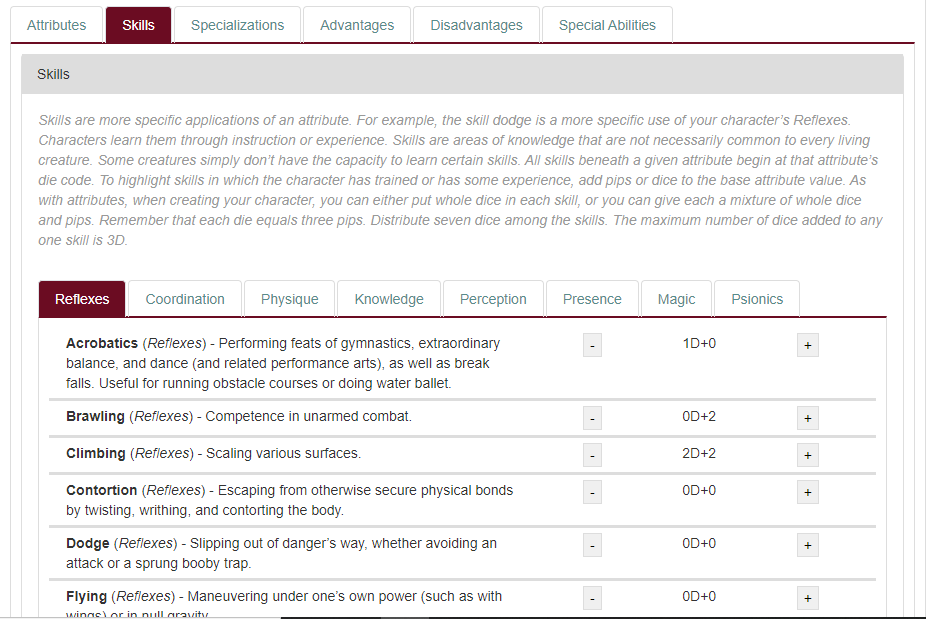 Attributes Skills Specializations Advantages Disadvantages Special Abilities
Skills
Skills are more specific applications of an attribute. For example, the skill dodge is a more specific use of your character’s Reflexes.
Characters learn them through instruction or experience. Skills are areas of knowledge that are not necessarily common to every living
creature. Some creatures simply don’t have the capacity to learn certain skills. All skills beneath a given attribute begin at that attribute’s
die code. To highlight skills in which the character has trained or has some experience, add pips or dice to the base attribute value. As
with attributes, when creating your character, you can either put whole dice in each skill, or you can give each a mixture of whole dice
and pips. Remember that each die equals three pips. Distribute seven dice among the skills. The maximum number of dice added to any
one skill is 3D.
Reflexes Coordination Physique Knowledge Perception Presence Magic Psionics
Acrobatics (Reflexes) - Performing feats of gymnastics, extraordinary - 1D+0 +
balance, and dance (and related performance arts), as well as break
falls. Useful for running obstacle courses or doing water ballet.
Brawling (Reflexes) - Competence in unarmed combat. - 0D+2 +
Climbing (Reflexes) - Scaling various surfaces. - 2D+2 +
Contortion (Reflexes) - Escaping from otherwise secure physical bonds - 0D+0 +
by twisting, writhing, and contorting the body.
Dodge (Reflexes) - Slipping out of danger’s way, whether avoiding an - 0D+0 +
attack or a sprung booby trap.
Flying (Reflexes) - Maneuvering under one’s own power (such as with - 0D+0 +
wings) or in null gravity.